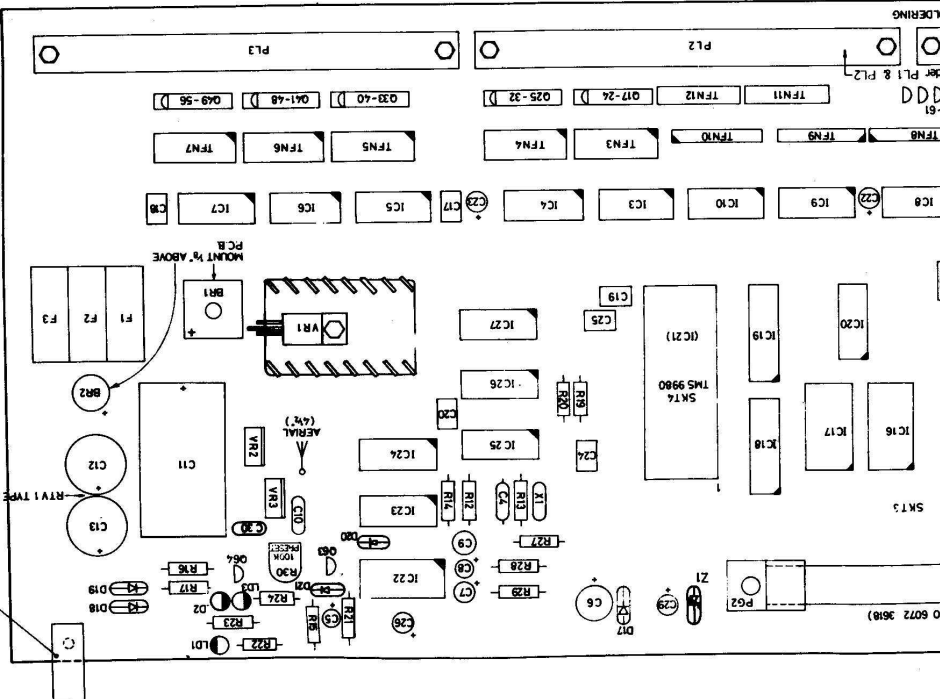 LDERING
PL3
PL2
der PL1 & PL2
Q49-56
Q41-48
Q33-40
Q25-32
Q17-24
TFN12
TFN11
-61
TFN7
TFN6
TFN5
TFN4
TFN3
TFN10
TFN9
TFN8
C18
IC7
IC6
IC5
C17
C23
IC4
IC3
IC10
IC9
C22
IC8
MOUNT ⅛" ABOVE
P.C.B.
F3
F2
F1
BR1
+
VR1
IC27
C19
C25
SKT4
TMS 9980
(IC21)
IC19
IC20
BR2
C11
IC26
R20
R19
C20
AERIAL
(4½")
VR2
IC24
IC25
C24
IC18
IC17
IC16
C12
RTV1 TYPE
C13
VR3
C10
C30
IC23
R14
R12
C4
R13
X1
1
SKT3
Q64
R30
100K
PRESET
Q63
D20
C9
R27
R16
D19
R17
D18
LD2
LD3
R24
D21
IC22
C8
R28
C7
R29
C6
D17
C29
Z1
PG2
R23
R15
C5
R21
C26
LD1
R22
O 6072 3618)